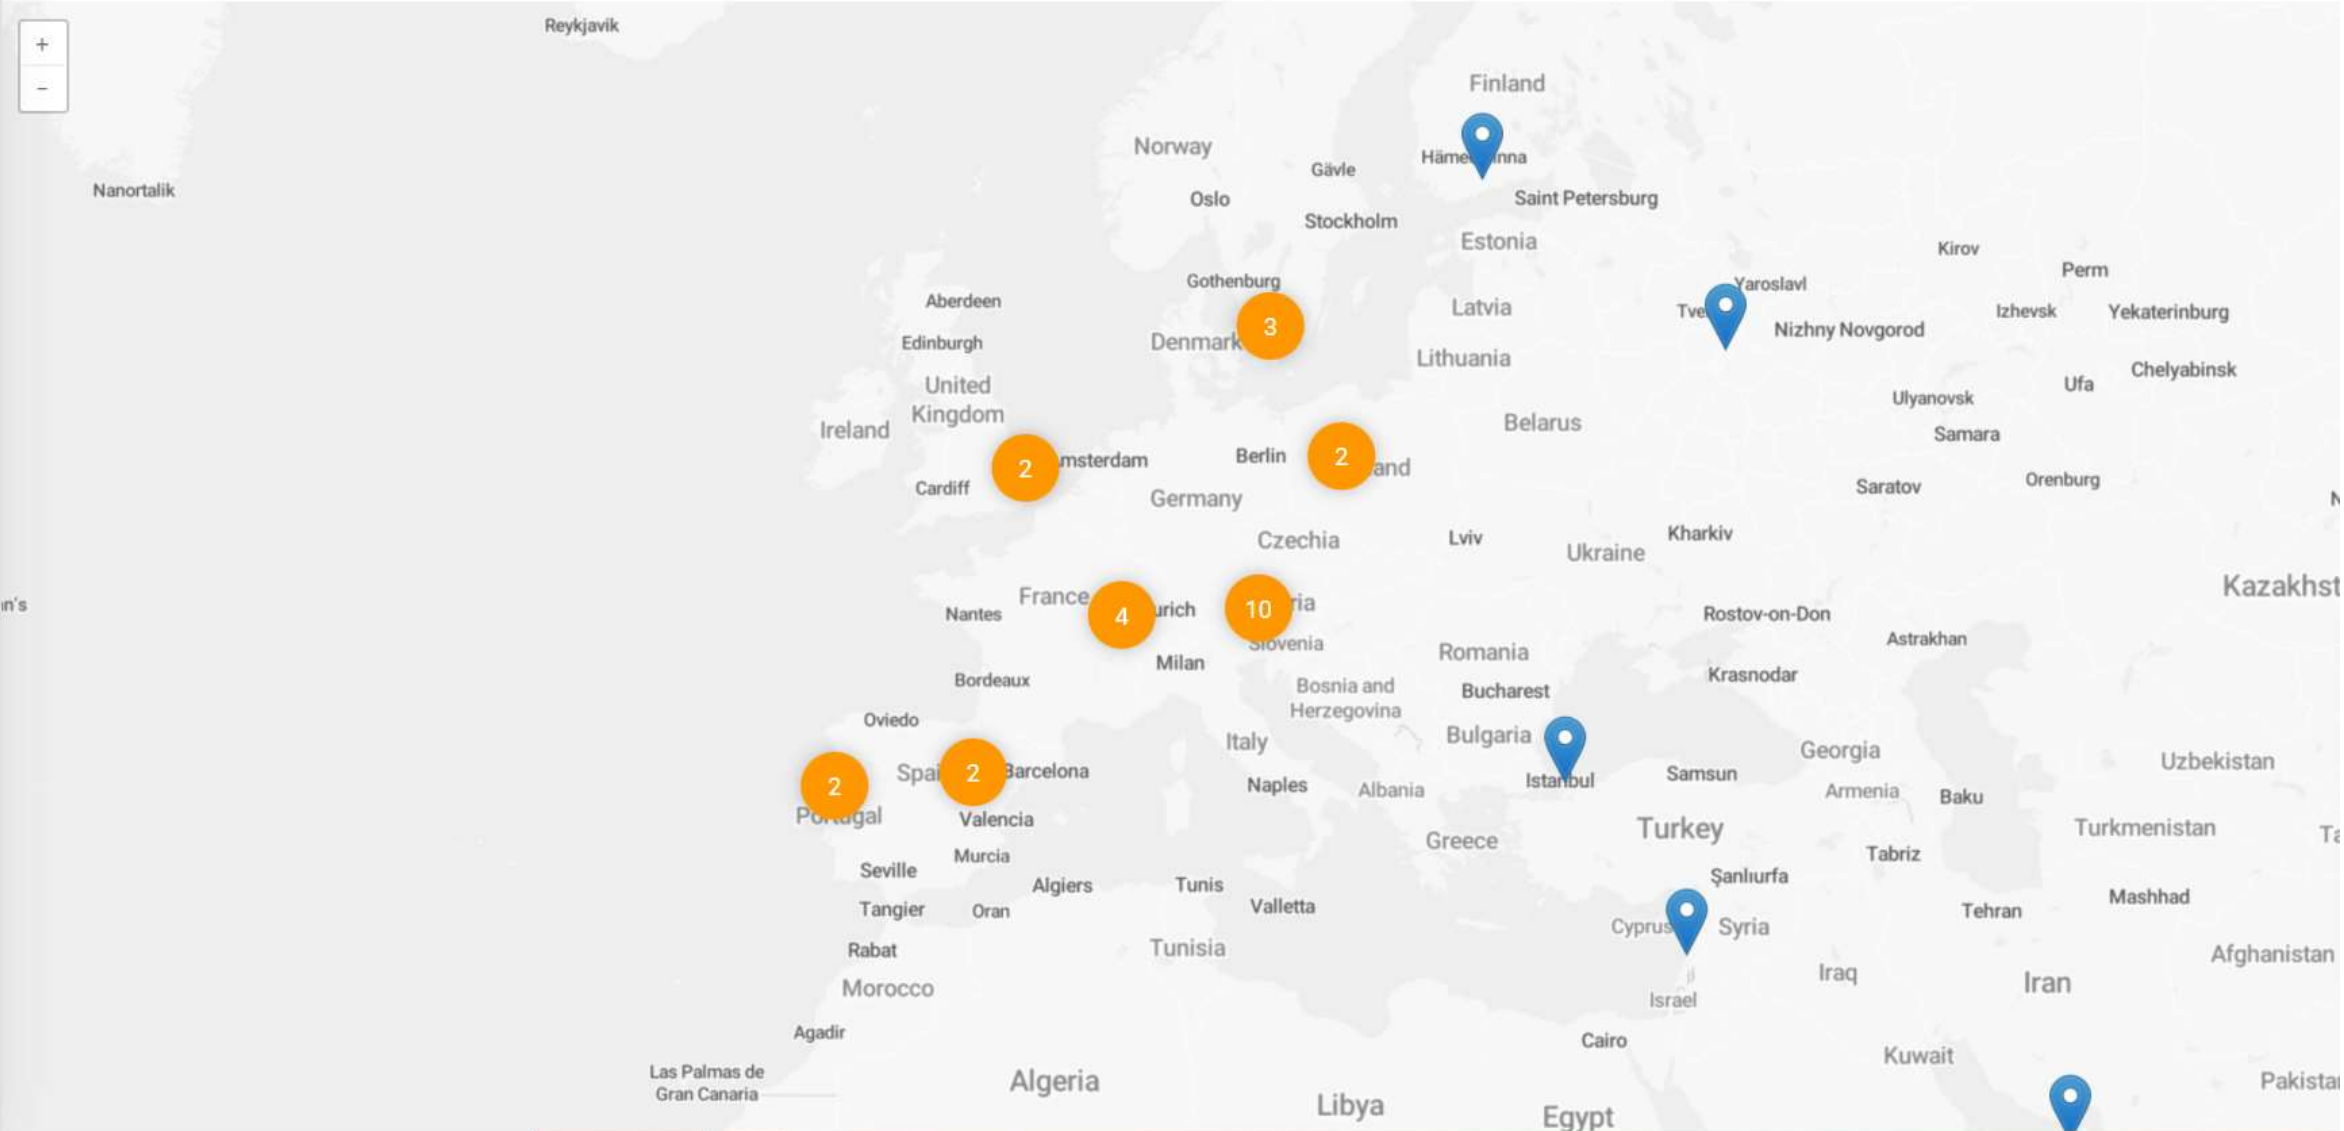 +
−
Reykjavik
Finland
Norway
Gävle
Nanortalik
Oslo
Saint Petersburg
Stockholm
Estonia
Kirov
Perm
Gothenburg
Yaroslavl
Aberdeen
Latvia
Tve
Izhevsk
Yekaterinburg
3
Nizhny Novgorod
Denmark
Edinburgh
Lithuania
Chelyabinsk
Ufa
United
Kingdom
Ulyanovsk
Belarus
Ireland
Samara
Berlin
2
and
2
msterdam
Orenburg
Cardiff
Saratov
Germany
Kharkiv
Lviv
Czechia
Ukraine
Kazakhst
n's
France
4
urich
10
ria
Nantes
Rostov-on-Don
Astrakhan
Slovenia
Romania
Milan
Krasnodar
Bordeaux
Bosnia and
Herzegovina
Bucharest
Oviedo
Bulgaria
Italy
Georgia
Uzbekistan
Spai
2
Barcelona
Samsun
Istanbul
2
Naples
Albania
Armenia
Baku
Portugal
Valencia
Turkey
Turkmenistan
Ta
Greece
Murcia
Tabriz
Seville
Şanlıurfa
Algiers
Tunis
Mashhad
Valletta
Tangier
Oran
Tehran
Cyprus
Syria
Rabat
Tunisia
Afghanistan
Iraq
Iran
Morocco
Israel
Agadir
Cairo
Kuwait
Las Palmas de
Gran Canaria
Algeria
Pakista
Libya
Egypt